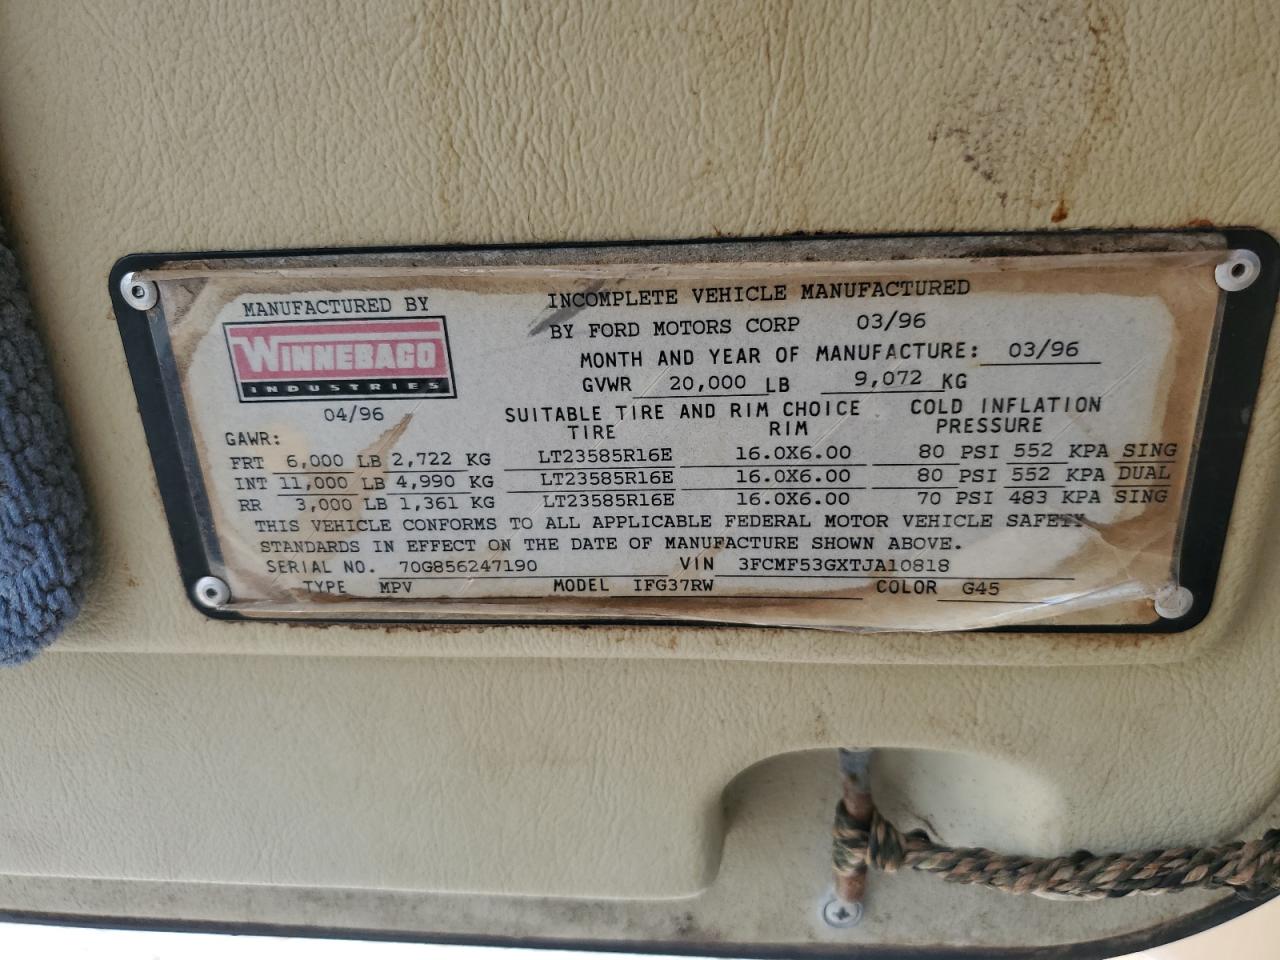 MANUFACTURED BY
WINNEBAGO
INDUSTRIES
04/96
INCOMPLETE VEHICLE MANUFACTURED
BY FORD MOTORS CORP 03/96
MONTH AND YEAR OF MANUFACTURE: 03/96
GVWR 20,000 LB 9,072 KG
SUITABLE TIRE AND RIM CHOICE COLD INFLATION
TIRE RIM PRESSURE
GAWR:
FRT 6,000 LB 2,722 KG LT23585R16E 16.0X6.00 80 PSI 552 KPA SING
INT 11,000 LB 4,990 KG LT23585R16E 16.0X6.00 80 PSI 552 KPA DUAL
RR 3,000 LB 1,361 KG LT23585R16E 16.0X6.00 70 PSI 483 KPA SING
THIS VEHICLE CONFORMS TO ALL APPLICABLE FEDERAL MOTOR VEHICLE SAFETY
STANDARDS IN EFFECT ON THE DATE OF MANUFACTURE SHOWN ABOVE.
SERIAL NO. 70G856247190 VIN 3FCMF53GXTJA10818
TYPE MPV MODEL IFG37RW COLOR G45